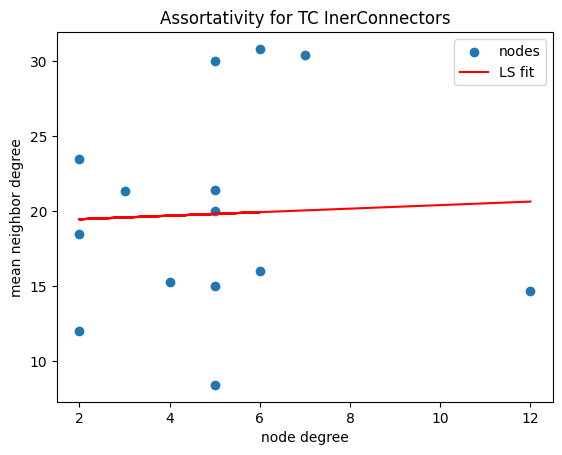 Assortativity for TC InerConnectors
nodes
LS fit
mean neighbor degree
30
25
20
15
10
2
4
6
8
10
12
node degree